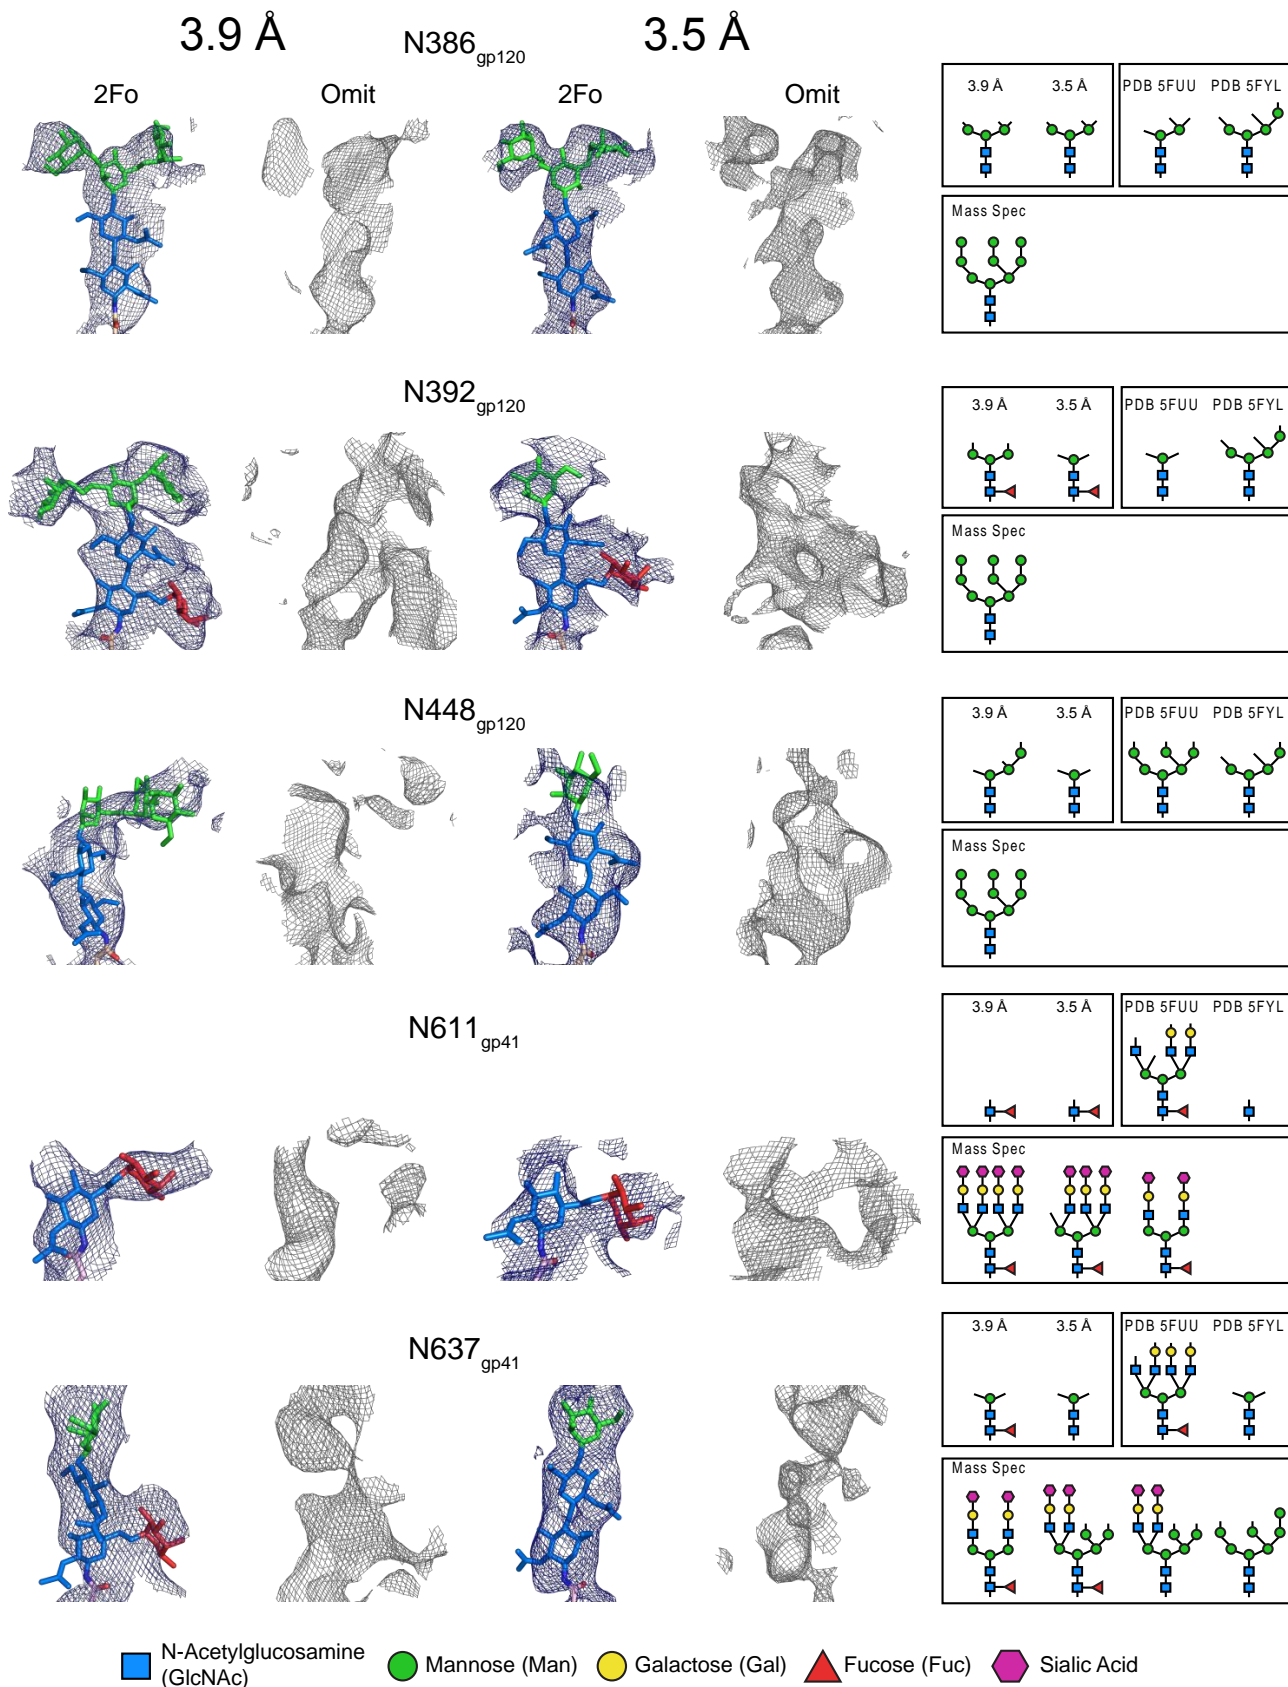 3.9 Å
3.5 Å
N386gp120
2Fo
Omit
2Fo
Omit
3.9 Å
3.5 Å
PDB 5FUU
PDB 5FYL
Mass Spec
N392gp120
3.9 Å
3.5 Å
PDB 5FUU
PDB 5FYL
Mass Spec
N448gp120
3.9 Å
3.5 Å
PDB 5FUU
PDB 5FYL
Mass Spec
N611gp41
3.9 Å
3.5 Å
PDB 5FUU
PDB 5FYL
Mass Spec
N637gp41
3.9 Å
3.5 Å
PDB 5FUU
PDB 5FYL
Mass Spec
N-Acetylglucosamine
(GlcNAc)
Mannose (Man)
Galactose (Gal)
Fucose (Fuc)
Sialic Acid